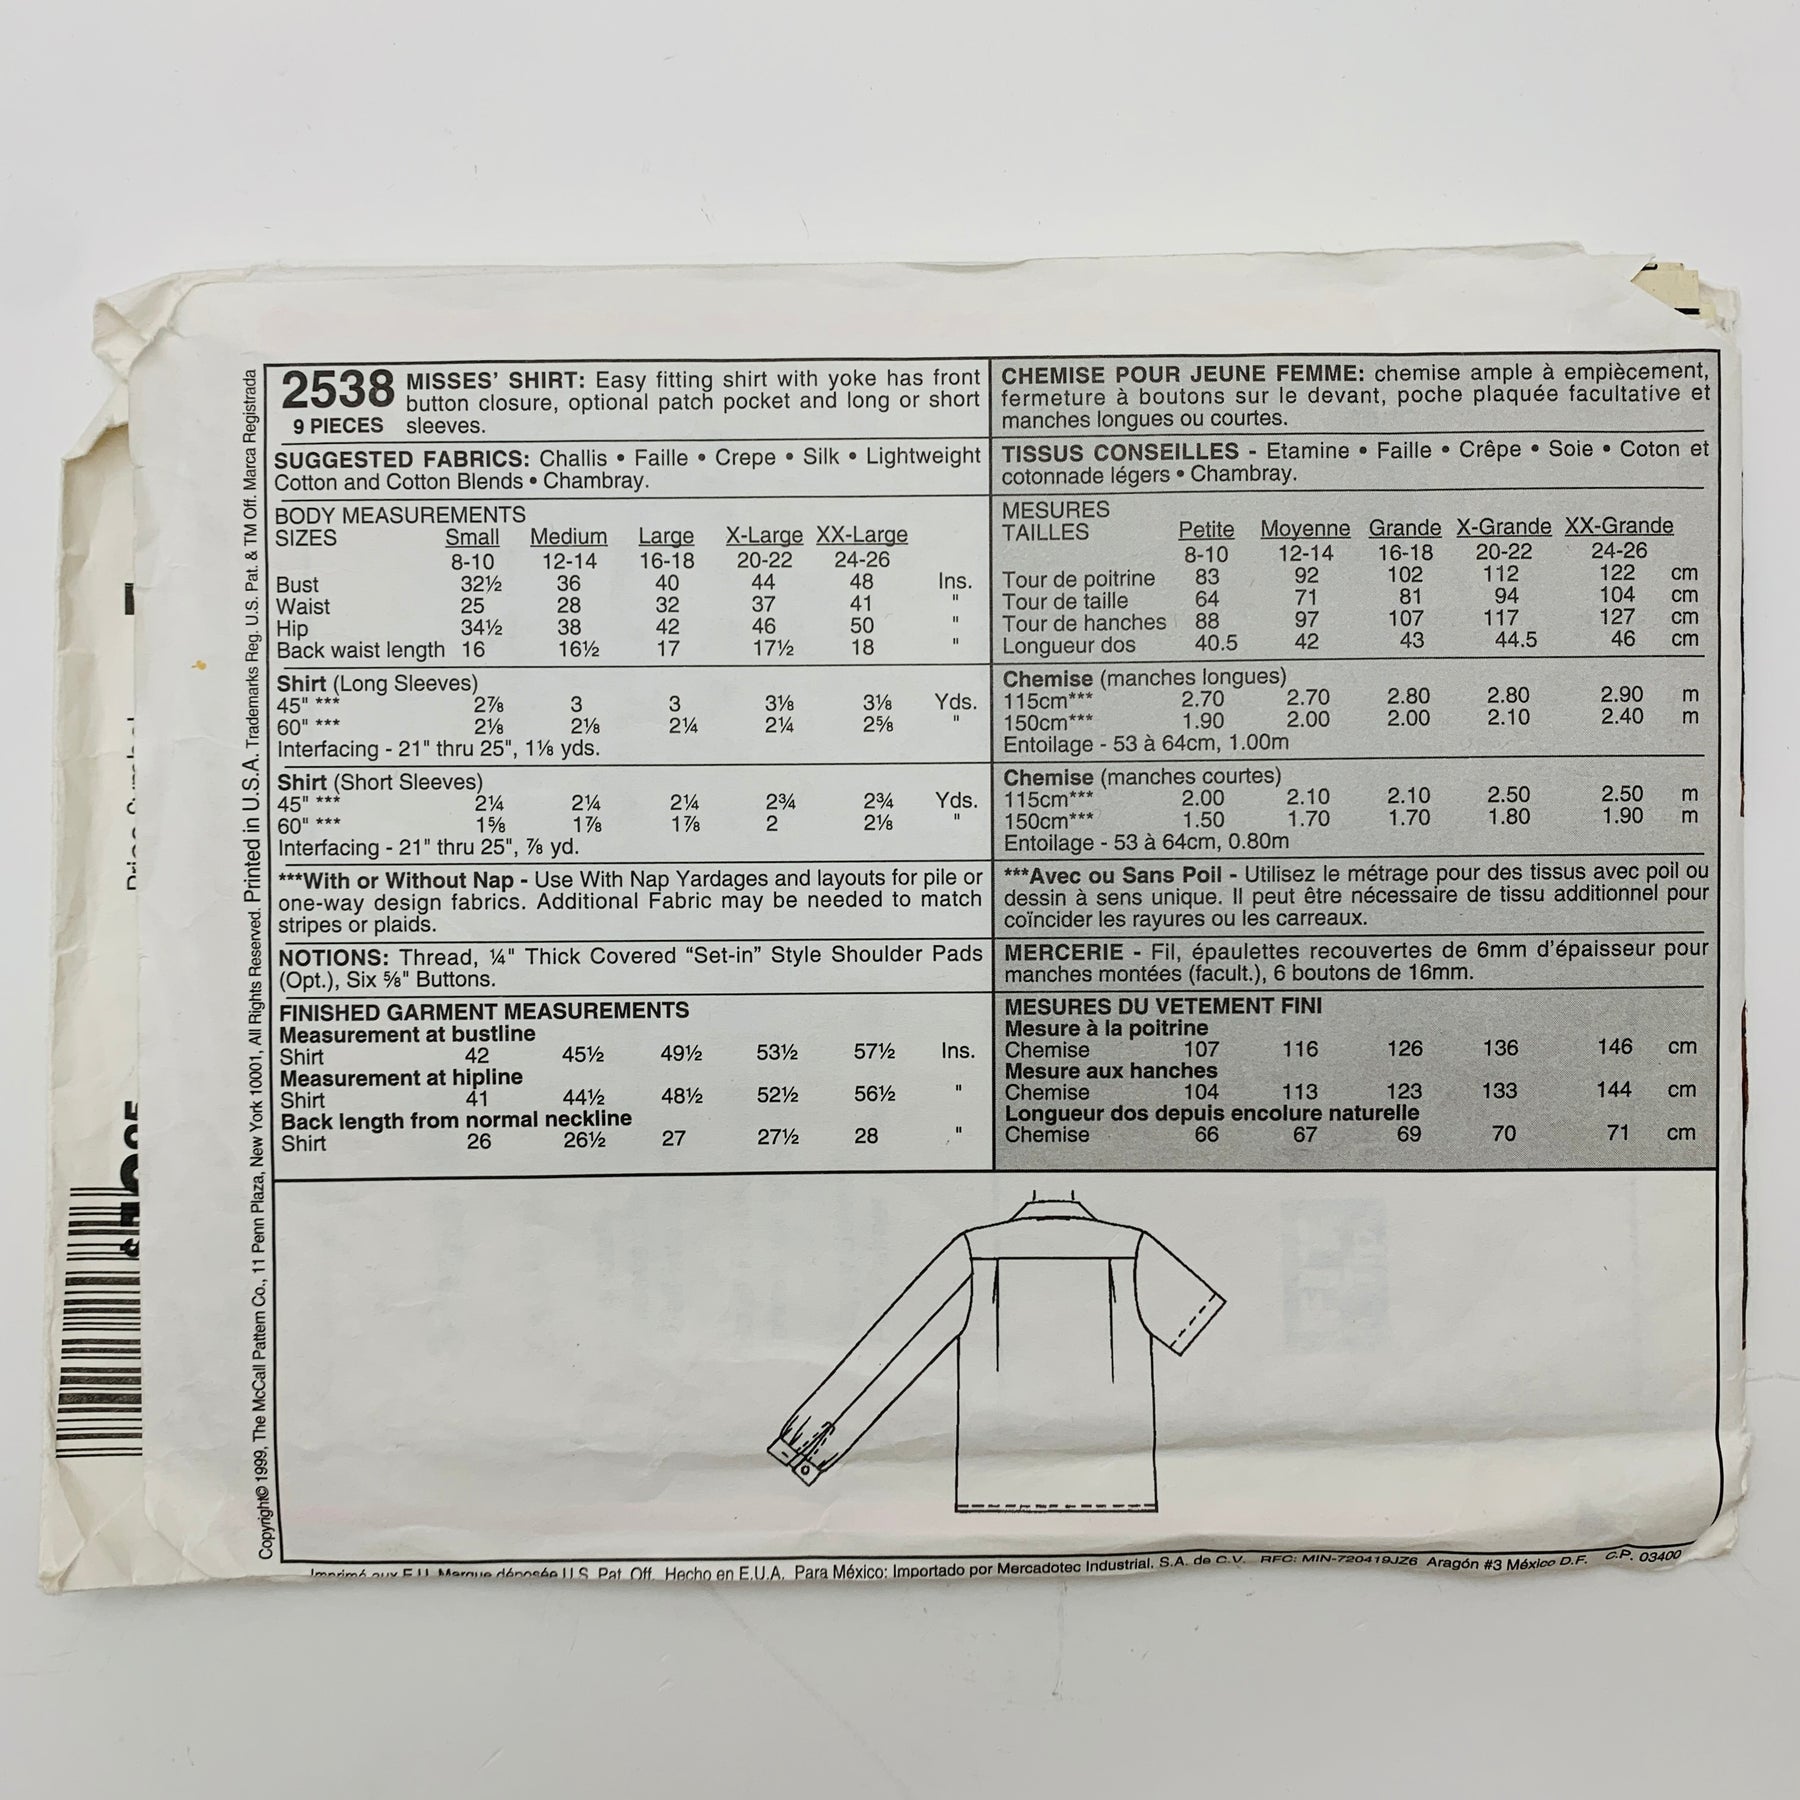 2538 MISSES' SHIRT: Easy fitting shirt with yoke has front
button closure, optional patch pocket and long or short
9 PIECES sleeves.
SUGGESTED FABRICS: Challis • Faille • Crepe • Silk • Lightweight
Cotton and Cotton Blends • Chambray.
BODY MEASUREMENTS
SIZES Small Medium Large X-Large XX-Large
8-10 12-14 16-18 20-22 24-26
Bust 32½ 36 40 44 48 Ins.
Waist 25 28 32 37 41 "
Hip 34½ 38 42 46 50 "
Back waist length 16 16½ 17 17½ 18 "
Shirt (Long Sleeves)
45" *** 2⅞ 3 3 3⅛ 3⅛ Yds.
60" *** 2⅛ 2⅛ 2¼ 2¼ 2⅝ "
Interfacing - 21" thru 25", 1⅛ yds.
Shirt (Short Sleeves)
45" *** 2¼ 2¼ 2¼ 2¾ 2¾ Yds.
60" *** 1⅝ 1⅞ 1⅞ 2 2⅛ "
Interfacing - 21" thru 25", ⅞ yd.
***With or Without Nap - Use With Nap Yardages and layouts for pile or
one-way design fabrics. Additional Fabric may be needed to match
stripes or plaids.
NOTIONS: Thread, ¼" Thick Covered “Set-in” Style Shoulder Pads
(Opt.), Six ⅝" Buttons.
FINISHED GARMENT MEASUREMENTS
Measurement at bustline
Shirt 42 45½ 49½ 53½ 57½ Ins.
Measurement at hipline
Shirt 41 44½ 48½ 52½ 56½ "
Back length from normal neckline
Shirt 26 26½ 27 27½ 28 "
CHEMISE POUR JEUNE FEMME: chemise ample à empiècement,
fermeture à boutons sur le devant, poche plaquée facultative et
manches longues ou courtes.
TISSUS CONSEILLES - Etamine • Faille • Crêpe • Soie • Coton et
cotonnade légers • Chambray.
MESURES
TAILLES Petite Moyenne Grande X-Grande XX-Grande
8-10 12-14 16-18 20-22 24-26
Tour de poitrine 83 92 102 112 122 cm
Tour de taille 64 71 81 94 104 cm
Tour de hanches 88 97 107 117 127 cm
Longueur dos 40.5 42 43 44.5 46 cm
Chemise (manches longues)
115cm*** 2.70 2.70 2.80 2.80 2.90 m
150cm*** 1.90 2.00 2.00 2.10 2.40 m
Entoilage - 53 à 64cm, 1.00m
Chemise (manches courtes)
115cm*** 2.00 2.10 2.10 2.50 2.50 m
150cm*** 1.50 1.70 1.70 1.80 1.90 m
Entoilage - 53 à 64cm, 0.80m
***Avec ou Sans Poil - Utilisez le métrage pour des tissus avec poil ou
dessin à sens unique. Il peut être nécessaire de tissu additionnel pour
coïncider les rayures ou les carreaux.
MERCERIE - Fil, épaulettes recouvertes de 6mm d'épaisseur pour
manches montées (facult.), 6 boutons de 16mm.
MESURES DU VETEMENT FINI
Mesure à la poitrine
Chemise 107 116 126 136 146 cm
Mesure aux hanches
Chemise 104 113 123 133 144 cm
Longueur dos depuis encolure naturelle
Chemise 66 67 69 70 71 cm
Copyright© 1999, The McCall Pattern Co., 11 Penn Plaza, New York 10001, All Rights Reserved. Printed in U.S.A. Trademarks Reg. U.S. Pat. & TM Off. Marca Registrada
Imprimé aux E.U. Marque déposée U.S. Pat. Off. Hecho en E.U.A. Para México: Importado por Mercadotec Industrial, S.A. de C.V. RFC: MIN-720419JZ6 Aragón #3 México D.F. C.P. 03400